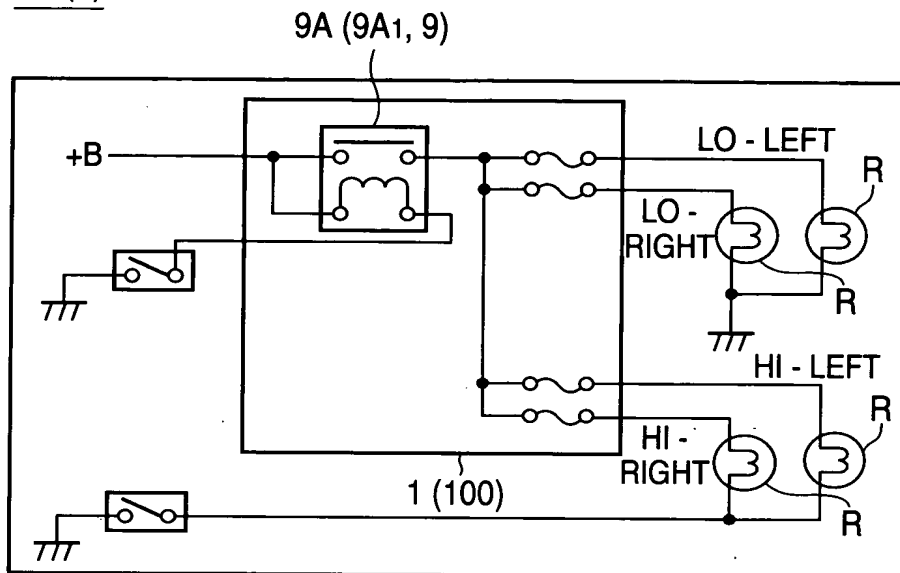 9A (9A1, 9)
+B
LO - LEFT
R
LO -
RIGHT
R
HI - LEFT
R
HI -
RIGHT
1 (100)
R